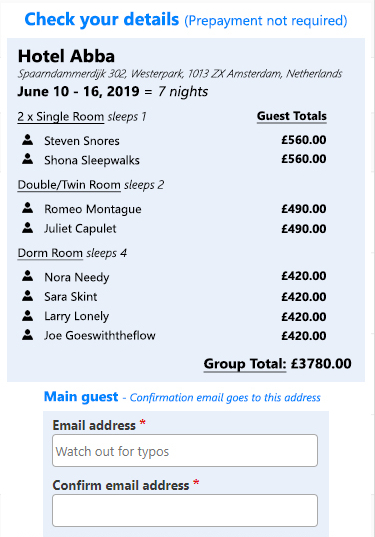 Check your details (Prepayment not required)
Hotel Abba
Spaarndammerdijk 302, Westerpark, 1013 ZX Amsterdam, Netherlands
June 10 - 16, 2019 = 7 nights
2 x Single Room sleeps 1 Guest Totals
Steven Snores £560.00
Shona Sleepwalks £560.00
Double/Twin Room sleeps 2
Romeo Montague £490.00
Juliet Capulet £490.00
Dorm Room sleeps 4
Nora Needy £420.00
Sara Skint £420.00
Larry Lonely £420.00
Joe Goeswiththeflow £420.00
Group Total: £3780.00
Main guest - Confirmation email goes to this address
Email address *
Watch out for typos
Confirm email address *